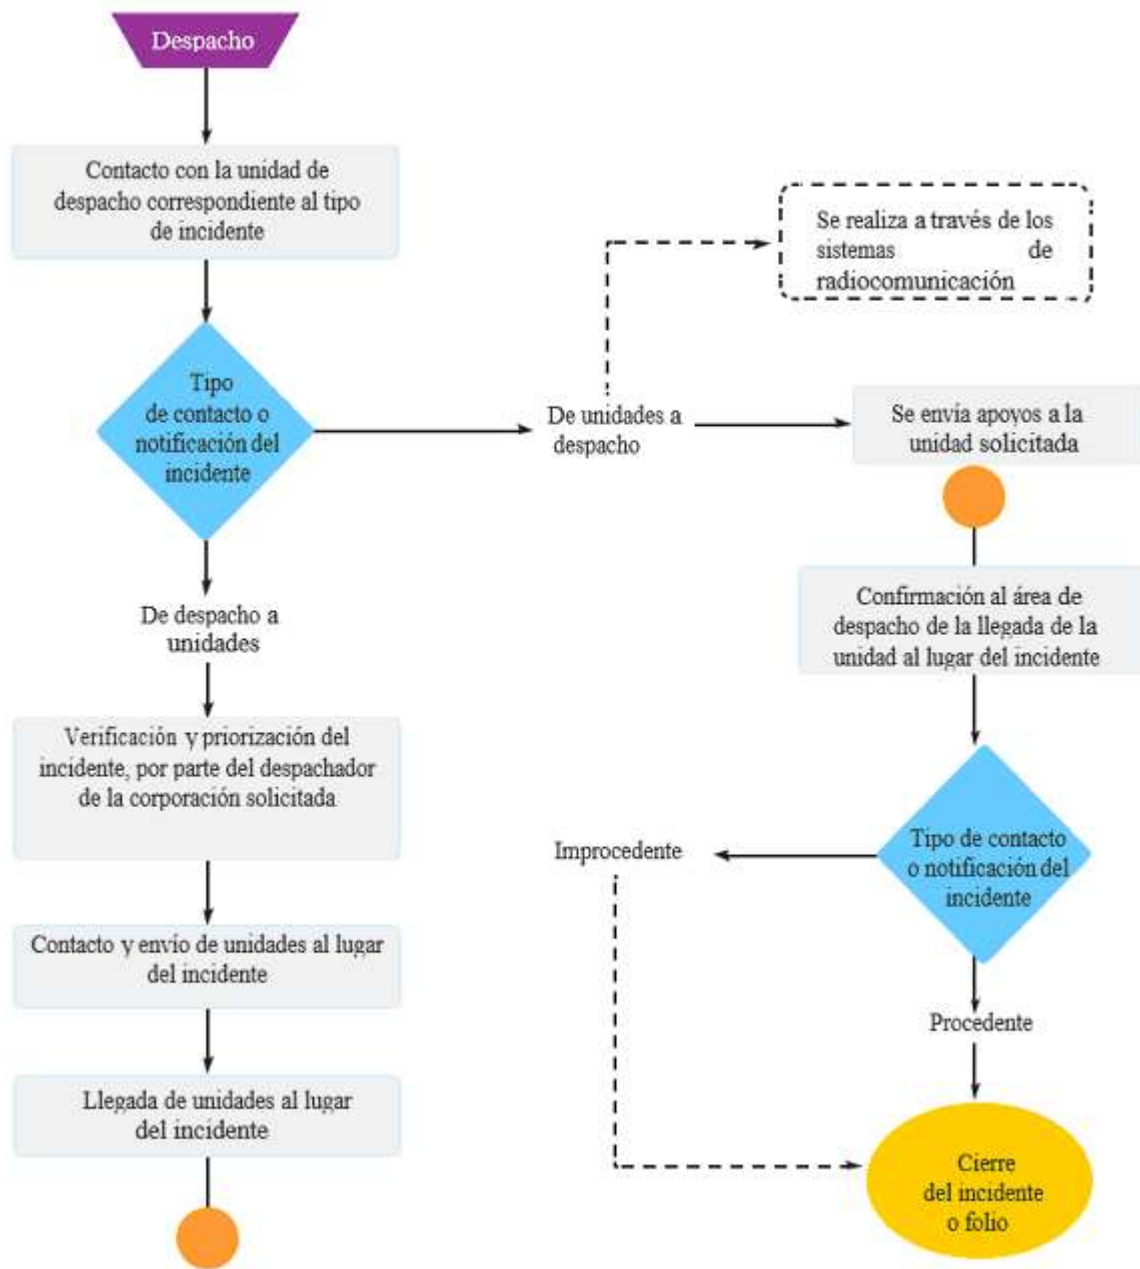 Despacho
Contacto con la unidad de
despacho correspondiente al tipo
de incidente
Se realiza a través de los
sistemas de
radiocomunicación
Tipo
de contacto o
notificación del
incidente
De unidades a
despacho
Se envía apoyos a la
unidad solicitada
De despacho a
unidades
Confirmación al área de
despacho de la llegada de la
unidad al lugar del incidente
Verificación y priorización del
incidente, por parte del despachador
de la corporación solicitada
Improcedente
Tipo de contacto
o notificación del
incidente
Contacto y envío de unidades al lugar
del incidente
Procedente
Llegada de unidades al lugar
del incidente
Cierre
del incidente
o folio